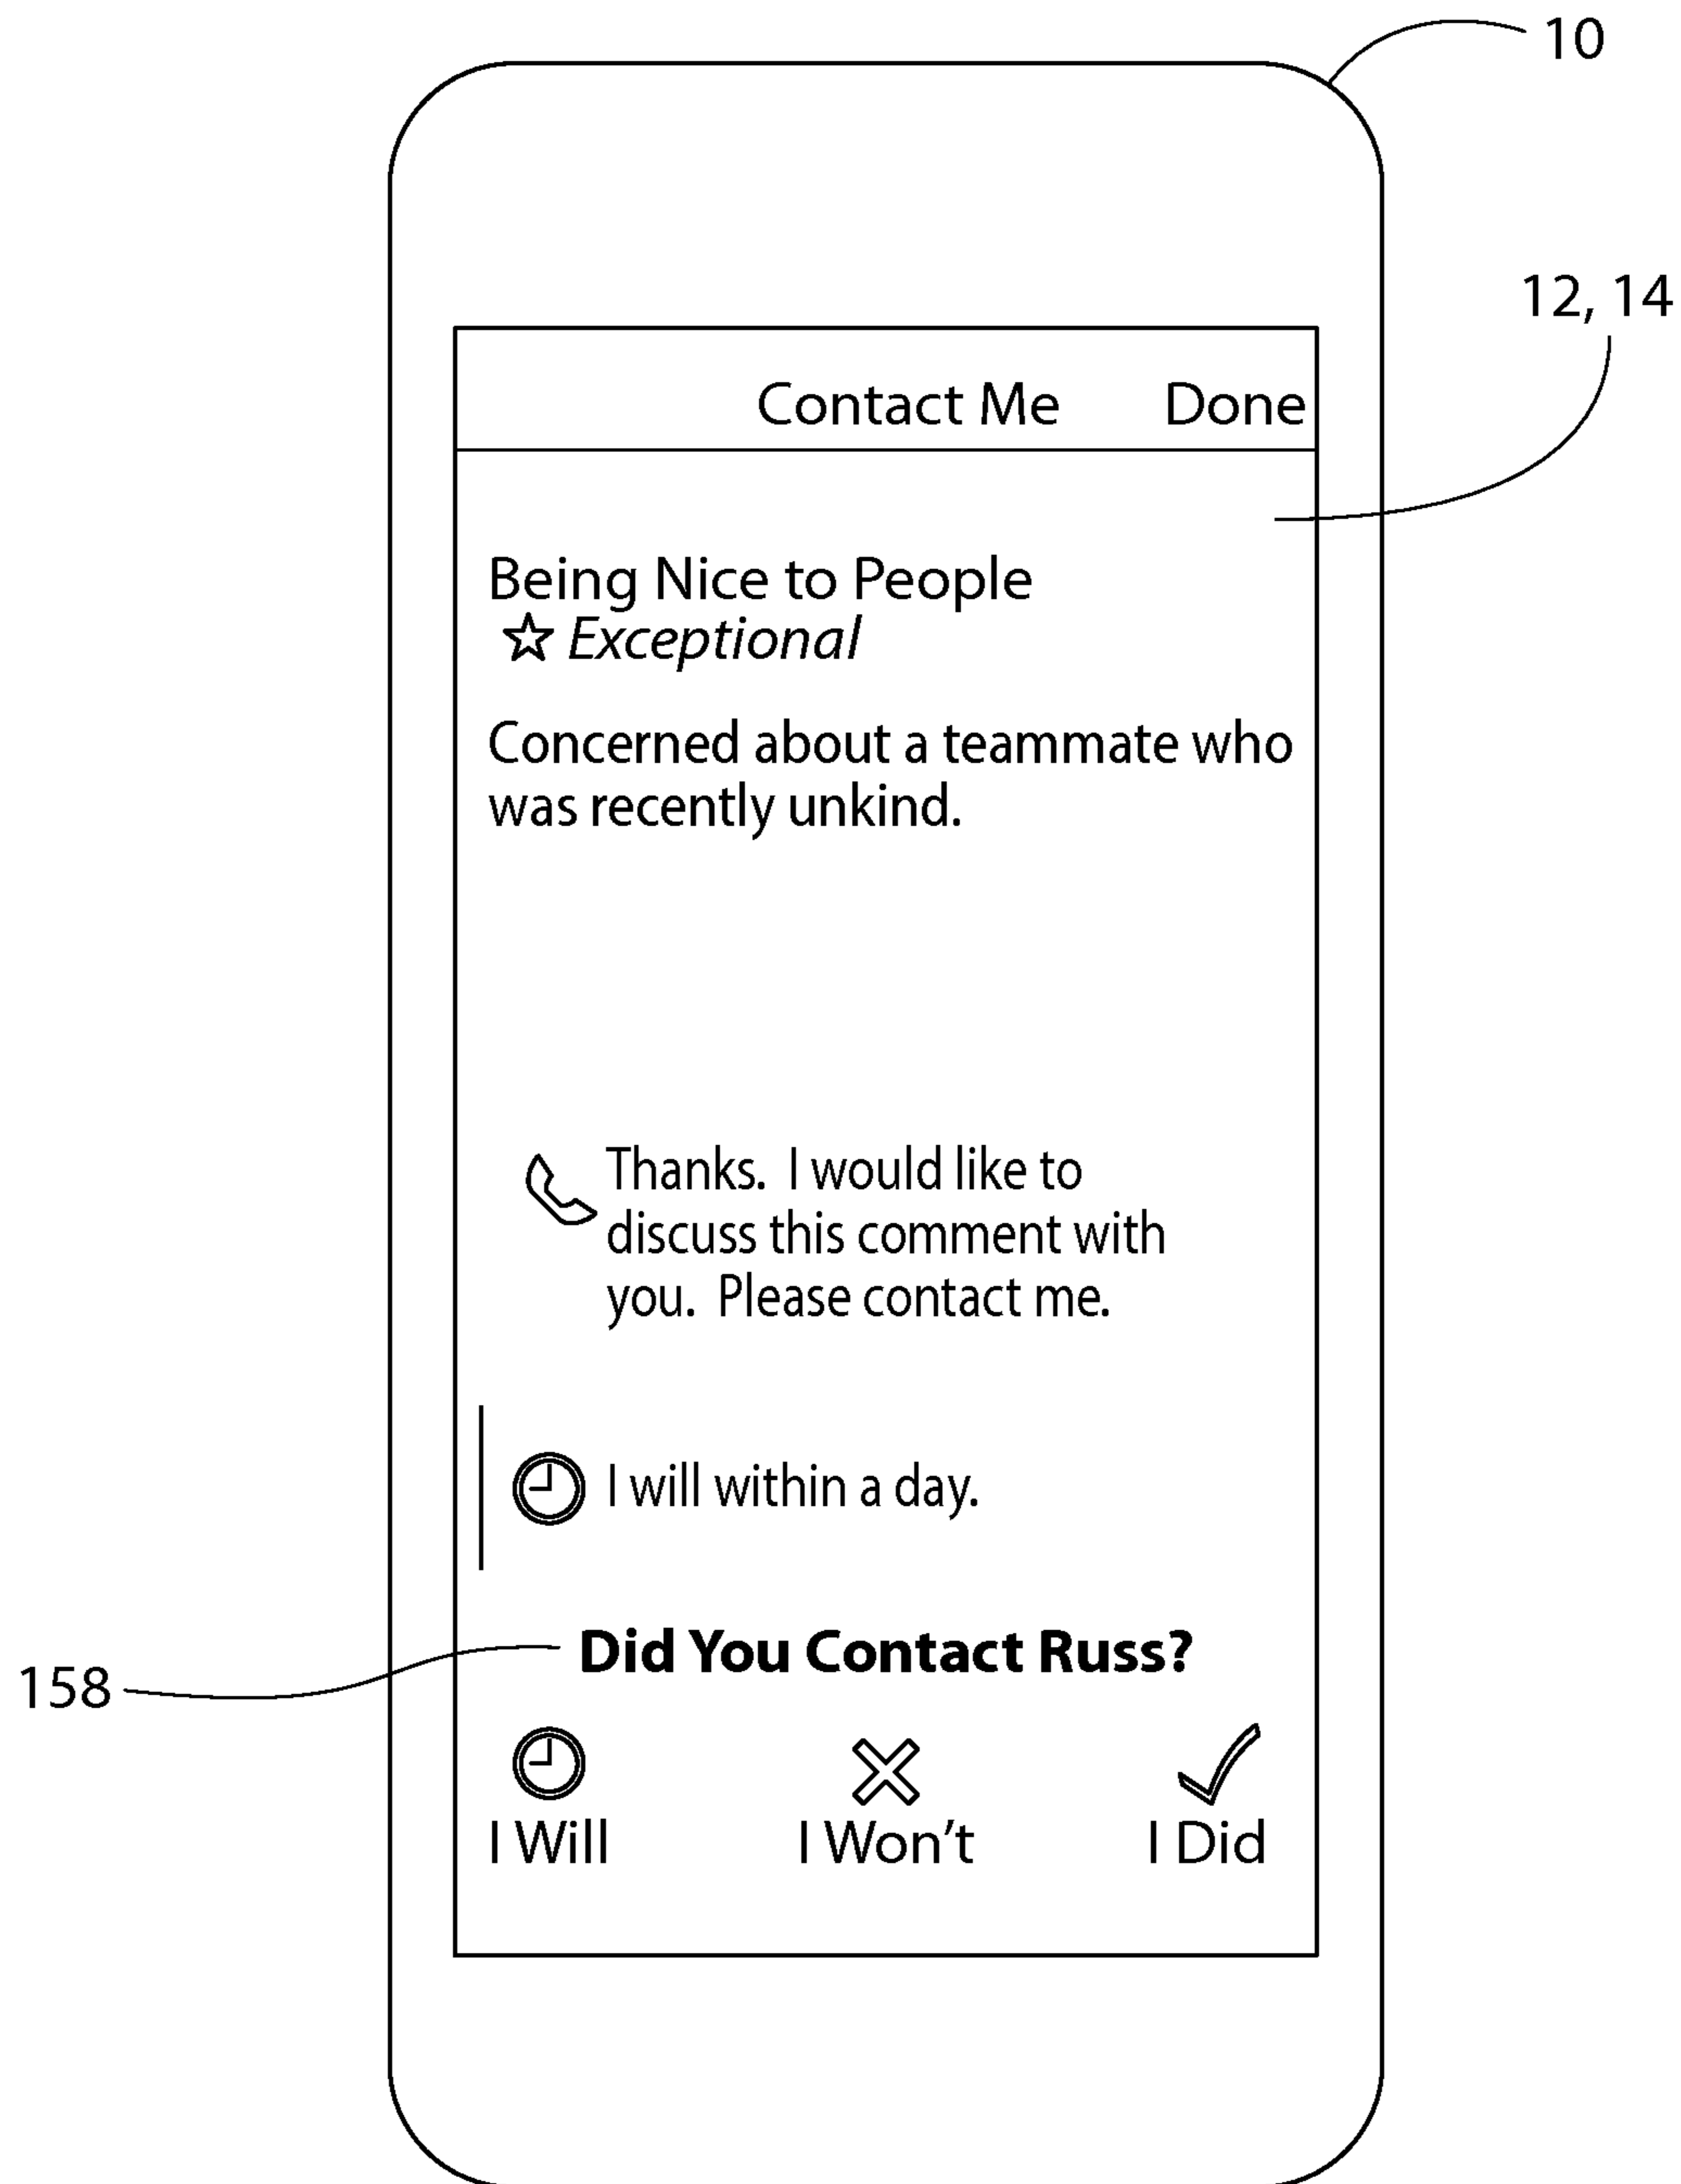 10
12, 14
Contact Me Done
Being Nice to People
Exceptional
Concerned about a teammate who
was recently unkind.
Thanks. I would like to
discuss this comment with
you. Please contact me.
I will within a day.
Did You Contact Russ?
158
I Will I Won't I Did